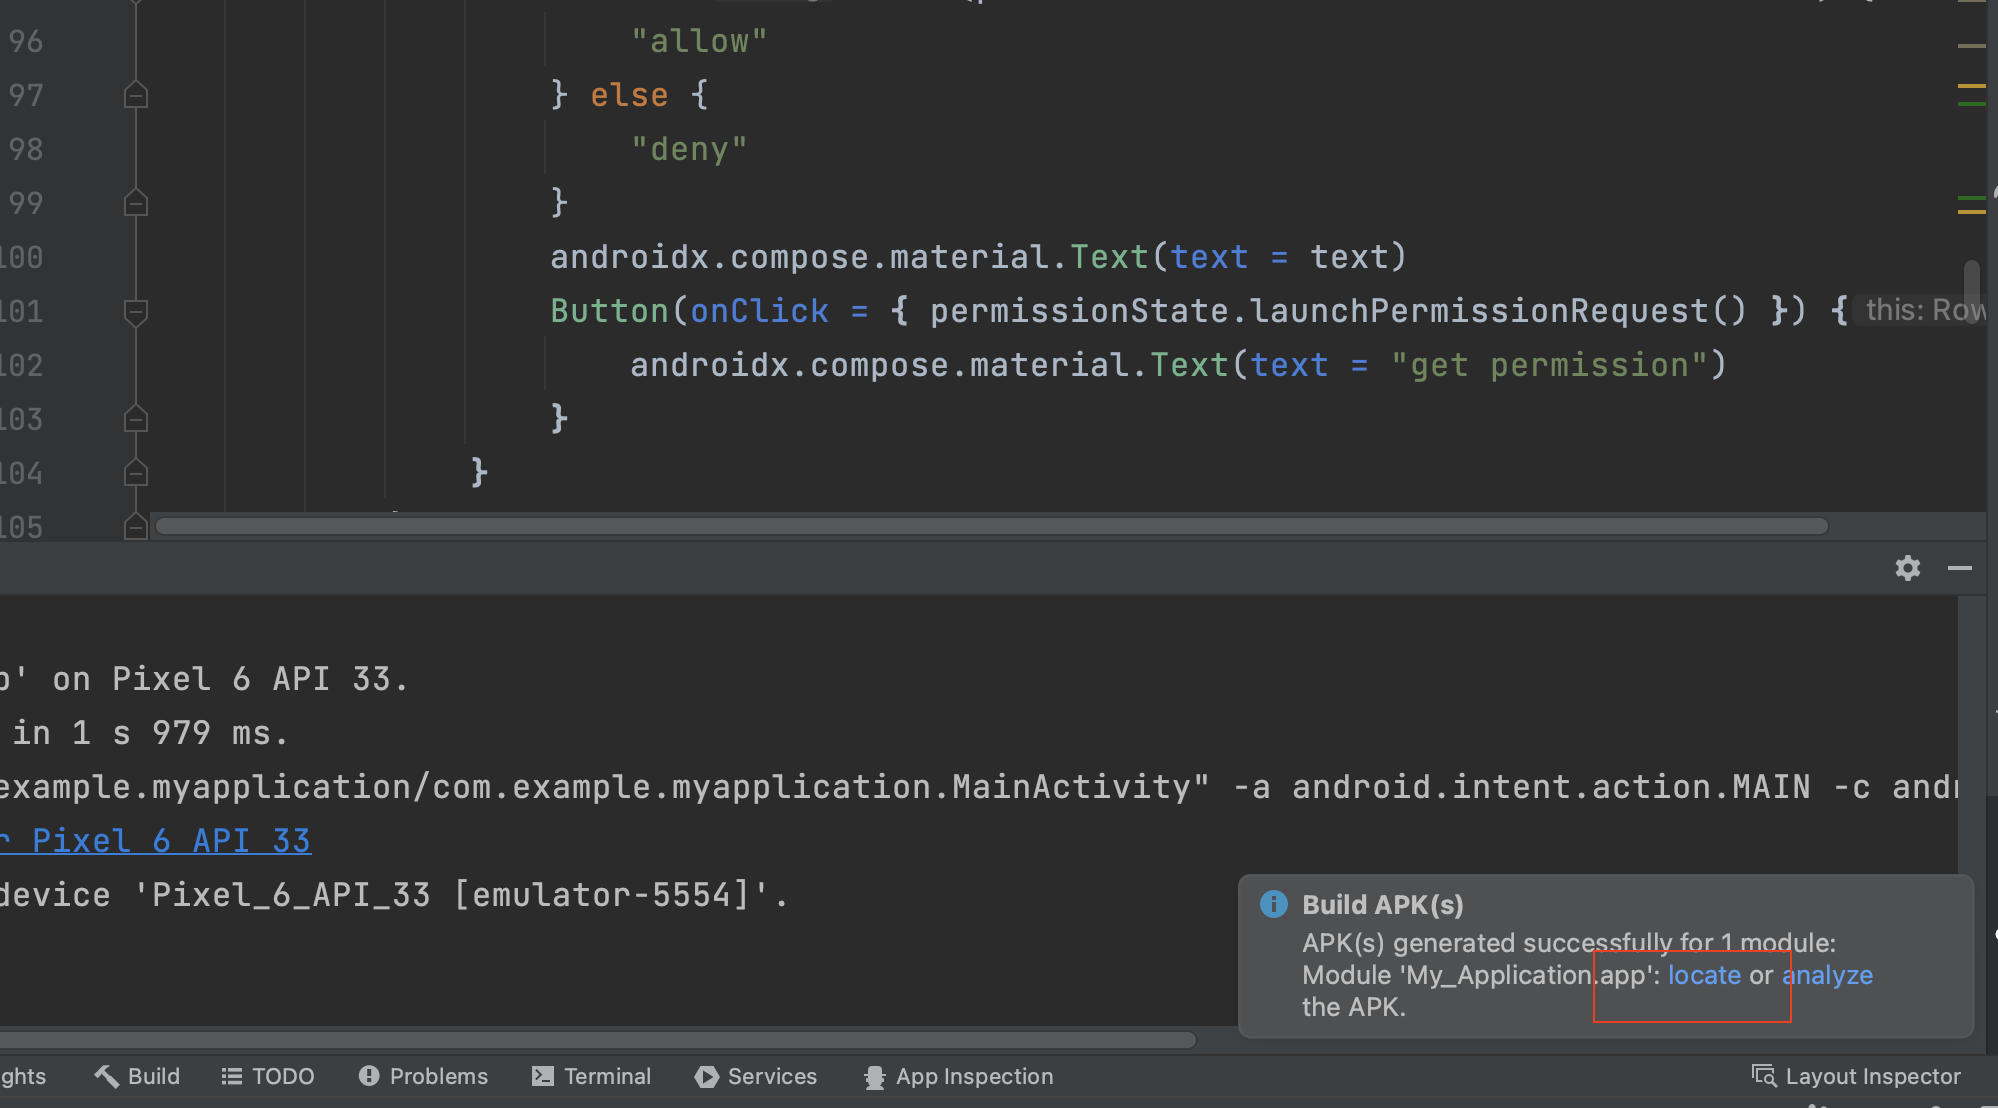 96 "allow"
97 } else {
98 "deny"
99 }
100 androidx.compose.material.Text(text = text)
101 Button(onClick = { permissionState.launchPermissionRequest() }) { this: Row
102 androidx.compose.material.Text(text = "get permission")
103 }
104 }
105
' on Pixel 6 API 33.
in 1 s 979 ms.
example.myapplication/com.example.myapplication.MainActivity" -a android.intent.action.MAIN -c andr
r Pixel 6 API 33
device 'Pixel_6_API_33 [emulator-5554]'.
Build APK(s)
APK(s) generated successfully for 1 module:
Module 'My_Application.app': locate or analyze
the APK.
ghts Build TODO Problems Terminal Services App Inspection Layout Inspector